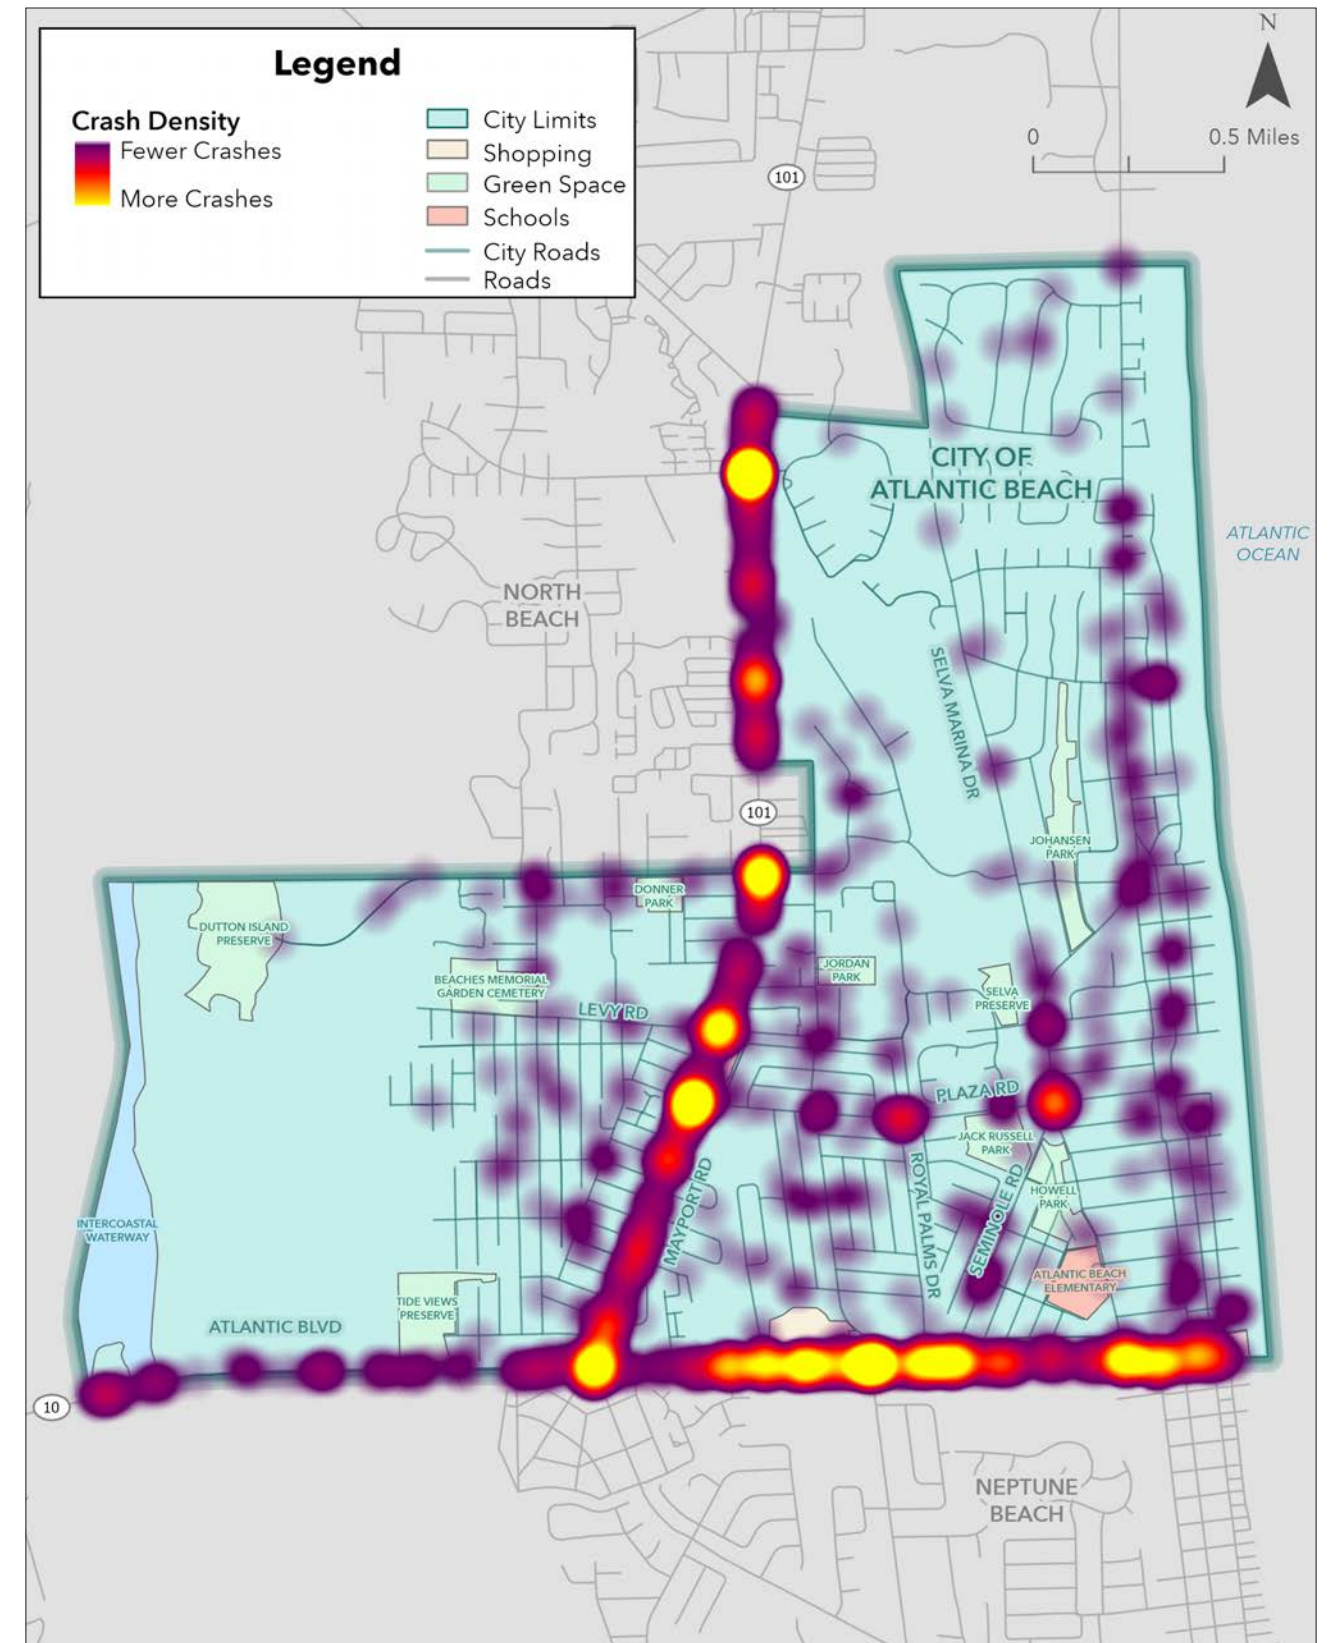 Legend
Crash Density
Fewer Crashes
More Crashes
City Limits
Shopping
Green Space
Schools
City Roads
Roads
N
0
0.5 Miles
101
CITY OF
ATLANTIC BEACH
ATLANTIC
OCEAN
NORTH
BEACH
SELVA MARINA DR
101
JOHANSEN
PARK
DONNER
PARK
DUTTON ISLAND
PRESERVE
JORDAN
PARK
BEACHES MEMORIAL
GARDEN CEMETERY
SELVA
PRESERVE
LEVY RD
PLAZA RD
JACK RUSSELL
PARK
MAYPORT RD
ROYAL PALMS DR
SEMINOLE RD
HOWELL
PARK
INTERCOASTAL
WATERWAY
ATLANTIC BEACH
ELEMENTARY
TIDE VIEWS
PRESERVE
ATLANTIC BLVD
10
NEPTUNE
BEACH